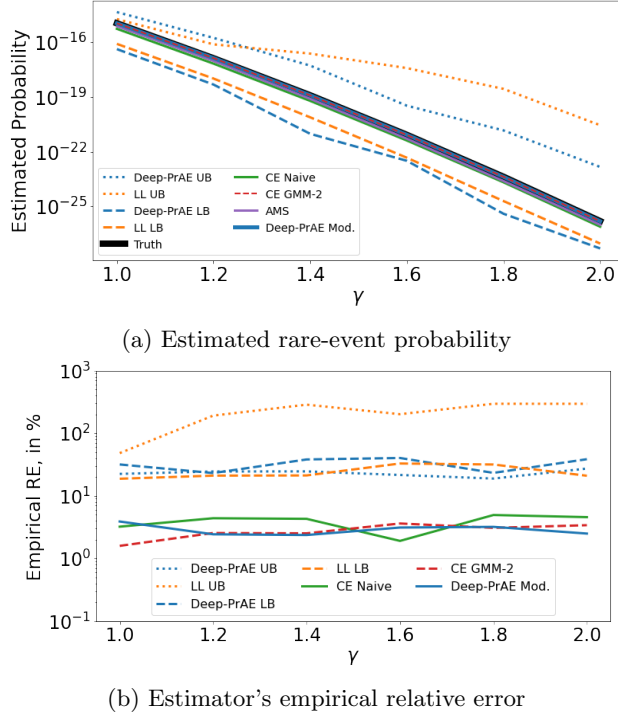 Estimated Probability
10^-16
10^-19
10^-22
10^-25
Deep-PrAE UB
LL UB
Deep-PrAE LB
LL LB
Truth
CE Naive
CE GMM-2
AMS
Deep-PrAE Mod.
1.0 1.2 1.4 1.6 1.8 2.0
γ
(a) Estimated rare-event probability
Empirical RE, in %
10^3
10^2
10^1
10^0
10^-1
Deep-PrAE UB
LL UB
Deep-PrAE LB
LL LB
CE Naive
CE GMM-2
Deep-PrAE Mod.
1.0 1.2 1.4 1.6 1.8 2.0
γ
(b) Estimator's empirical relative error